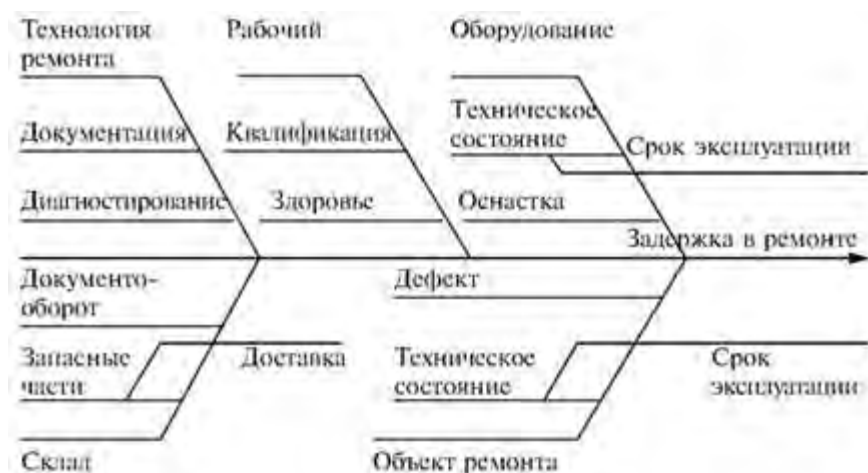 Технология
ремонта
Рабочий
Оборудование
Документация
Квалификация
Техническое
состояние
Срок эксплуатации
Диагностирование
Здоровье
Оснастка
Задержка в ремонте
Документо-
оборот
Дефект
Запасные
части
Доставка
Техническое
состояние
Срок
эксплуатации
Склад
Объект ремонта